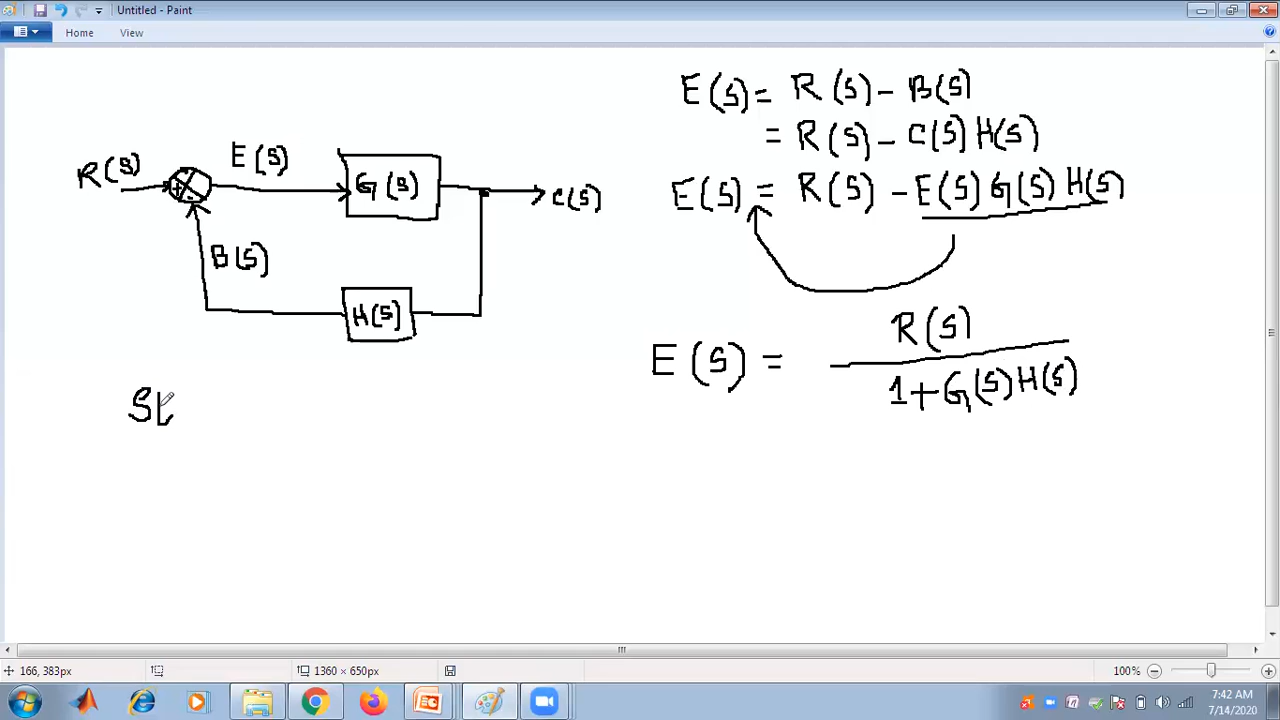 Untitled - Paint
Home View
E(S) = R(S) - B(S)
= R(S) - C(S) H(S)
E(S) = R(S) - E(S) G(S) H(S)
R(S) E(S) G(S) C(S)
B(S)
H(S)
R(S)
E(S) =
1+G(S)H(S)
166, 383px 1360 × 650px 100%
7:42 AM
7/14/2020